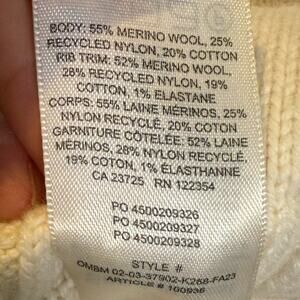 BODY: 55% MERINO WOOL, 25%
RECYCLED NYLON, 20% COTTON
RIB TRIM: 52% MERINO WOOL,
28% RECYCLED NYLON, 19%
COTTON, 1% ELASTANE
CORPS: 55% LAINE MÉRINOS, 25%
NYLON RECYCLÉ, 20% COTON
GARNITURE CÔTELÉE: 52% LAINE
MÉRINOS, 28% NYLON RECYCLÉ,
19% COTON, 1% ÉLASTHANNE
CA 23725 RN 122354
PO 4500209326
PO 4500209327
PO 4500209328
STYLE #
OMBM 02-03-37902-K268-FA23
ARTICLE # 100936